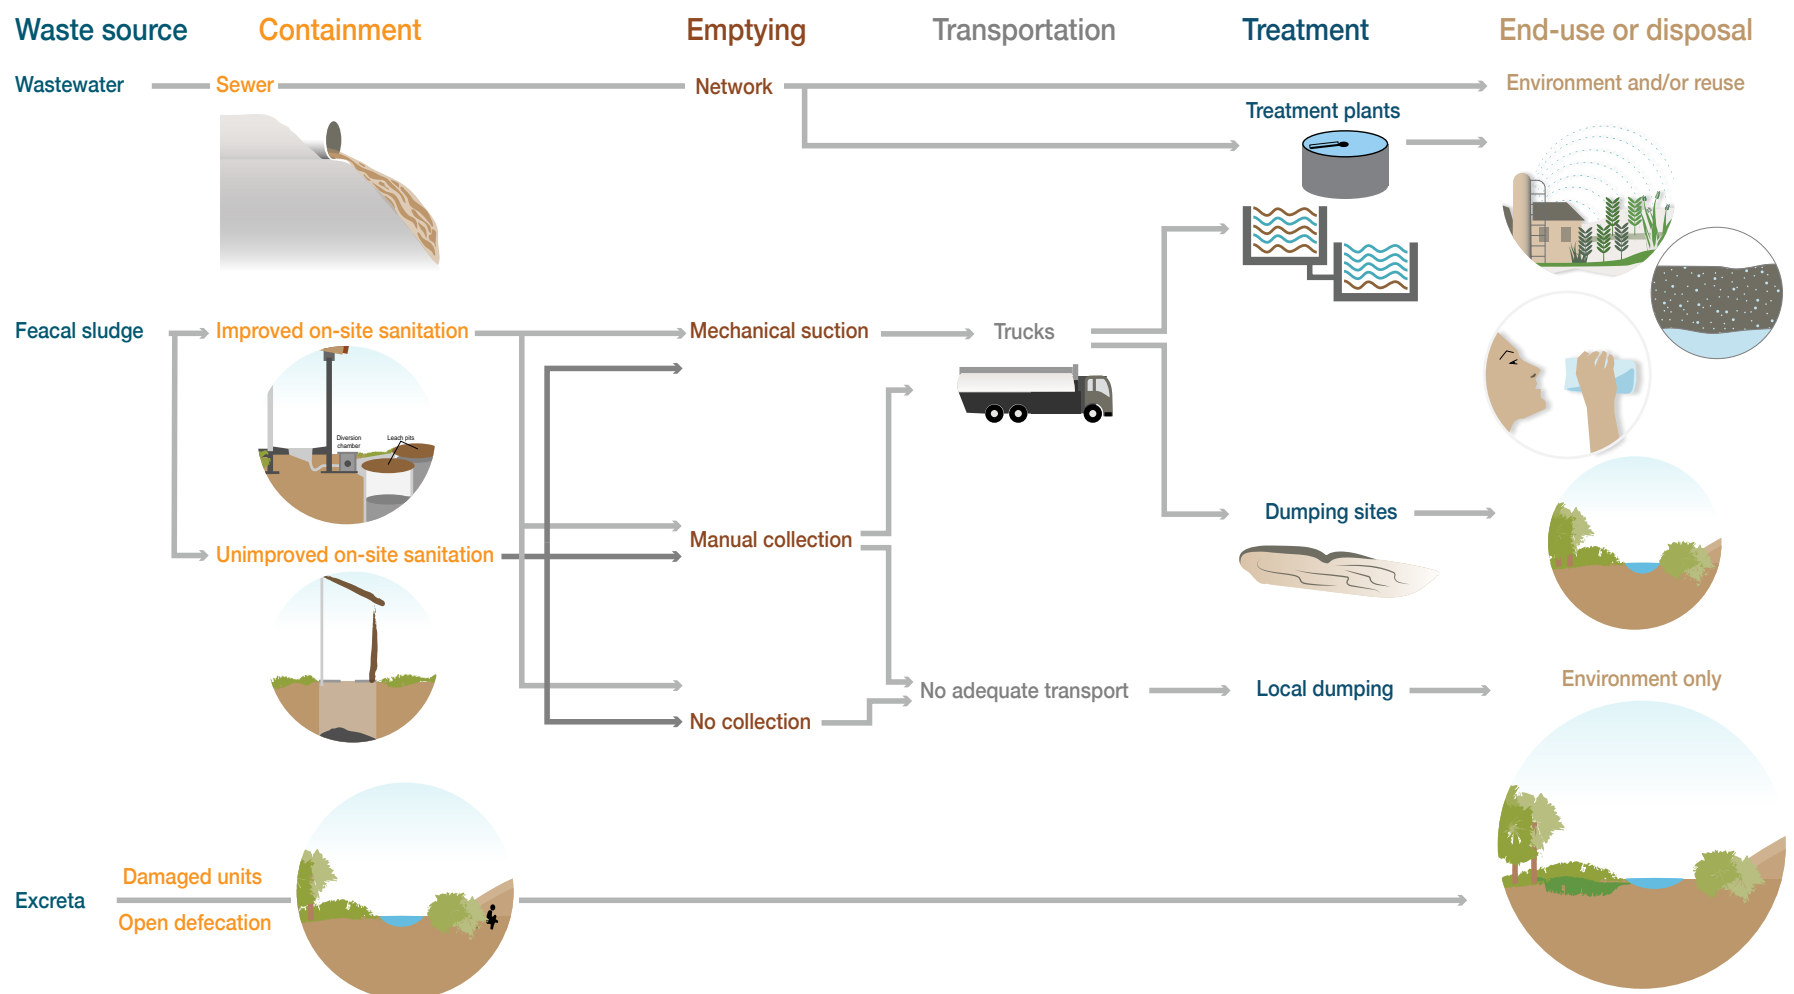 Waste source
Containment
Emptying
Transportation
Treatment
End-use or disposal
Wastewater
Sewer
Network
Environment and/or reuse
Treatment plants
Feacal sludge
Improved on-site sanitation
Mechanical suction
Trucks
Diversion
chamber
Leach pits
Dumping sites
Manual collection
Unimproved on-site sanitation
No adequate transport
Local dumping
Environment only
No collection
Damaged units
Excreta
Open defecation